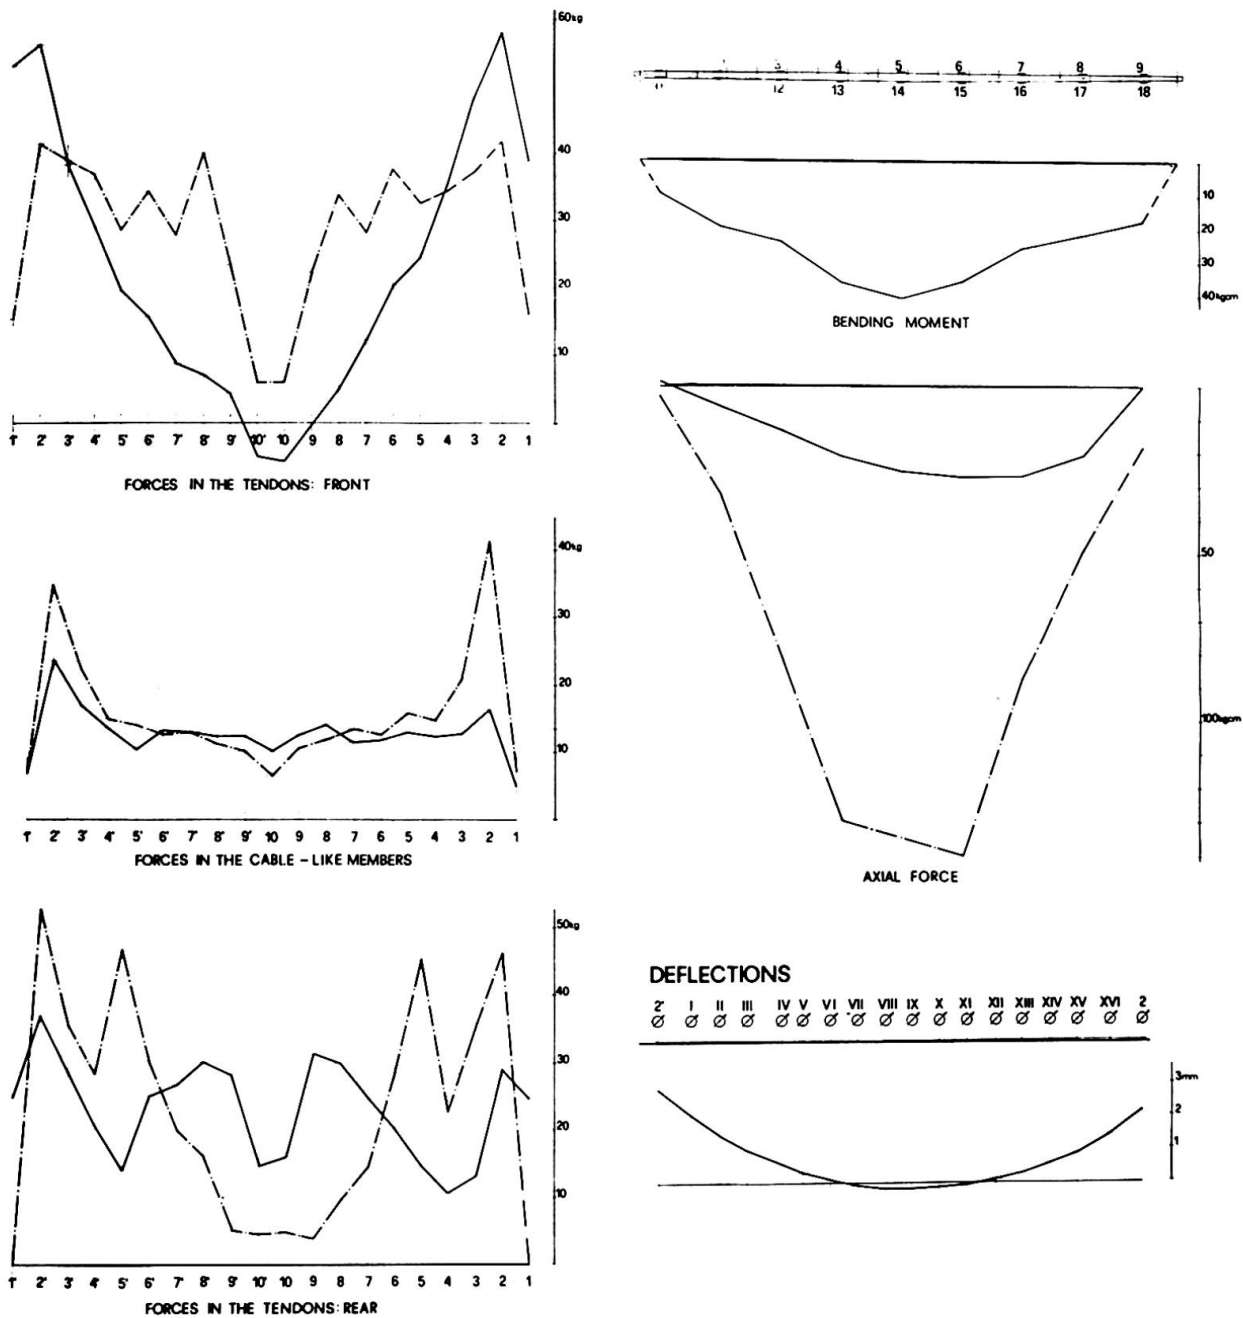 60kg
40
30
20
10
1' 2' 3' 4' 5' 6' 7' 8' 9' 10' 10 9 8 7 6 5 4 3 2 1
FORCES IN THE TENDONS: FRONT
40kg
30
20
10
1' 2' 3' 4' 5' 6' 7' 8' 9' 10 9 8 7 6 5 4 3 2 1
FORCES IN THE CABLE-LIKE MEMBERS
50kg
40
30
20
10
1' 2' 3' 4' 5' 6' 7' 8' 9' 10' 10 9 8 7 6 5 4 3 2 1
FORCES IN THE TENDONS: REAR
4 5 6 7 8 9
12 13 14 15 16 17 18
10
20
30
40kgcm
BENDING MOMENT
50
100kgcm
AXIAL FORCE
DEFLECTIONS
2' I II III IV V VI VII VIII IX X XI XII XIII XIV XV XVI 2
3mm
2
1